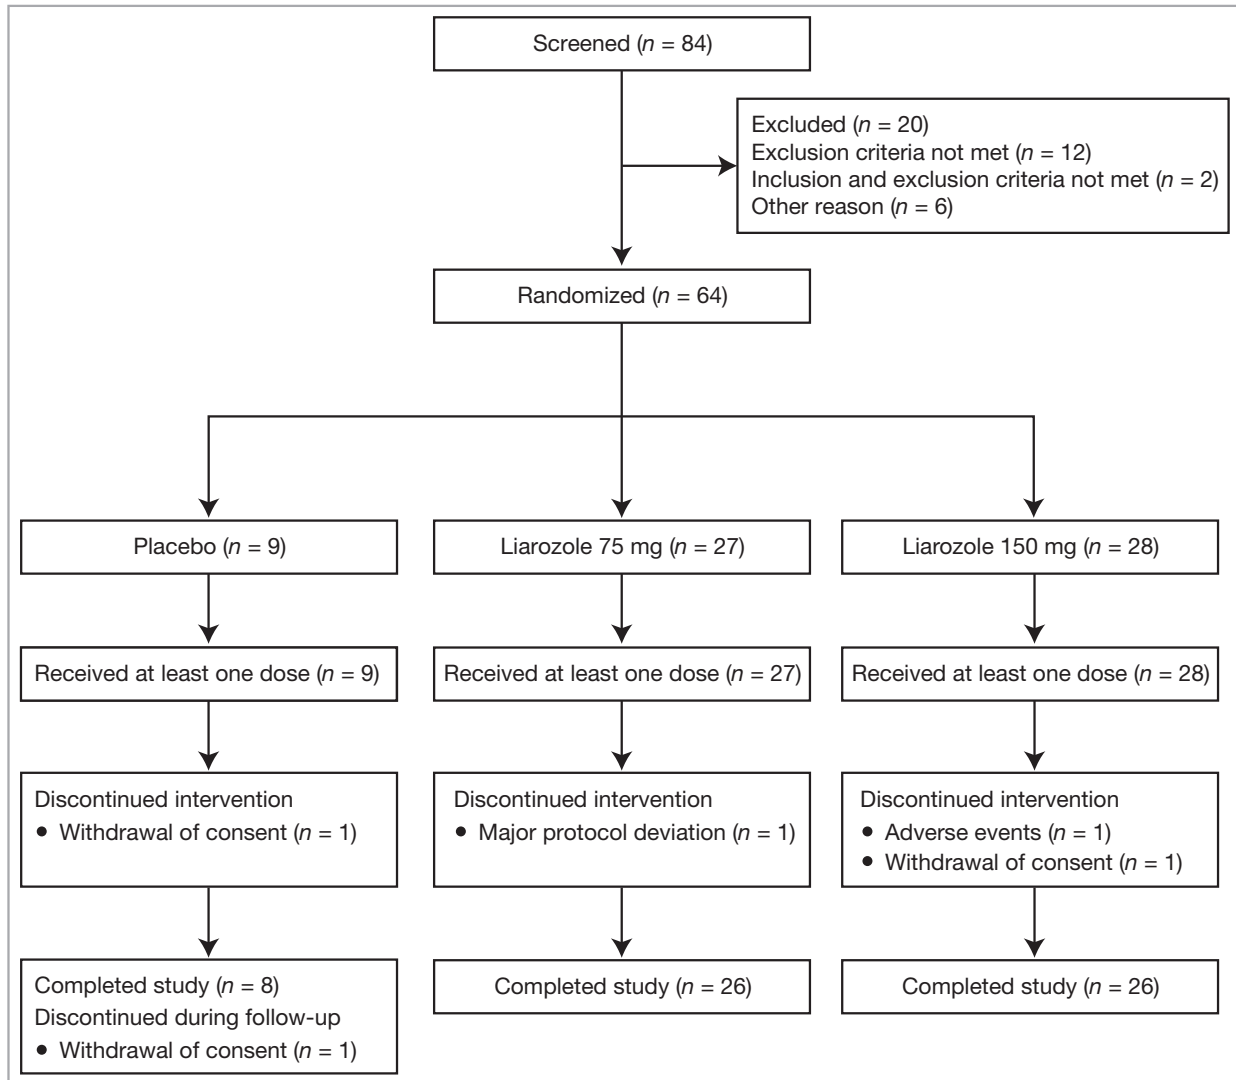 Screened (n = 84)
Excluded (n = 20)
Exclusion criteria not met (n = 12)
Inclusion and exclusion criteria not met (n = 2)
Other reason (n = 6)
Randomized (n = 64)
Placebo (n = 9)
Liarozole 75 mg (n = 27)
Liarozole 150 mg (n = 28)
Received at least one dose (n = 9)
Received at least one dose (n = 27)
Received at least one dose (n = 28)
Discontinued intervention
• Withdrawal of consent (n = 1)
Discontinued intervention
• Major protocol deviation (n = 1)
Discontinued intervention
• Adverse events (n = 1)
• Withdrawal of consent (n = 1)
Completed study (n = 8)
Discontinued during follow-up
• Withdrawal of consent (n = 1)
Completed study (n = 26)
Completed study (n = 26)